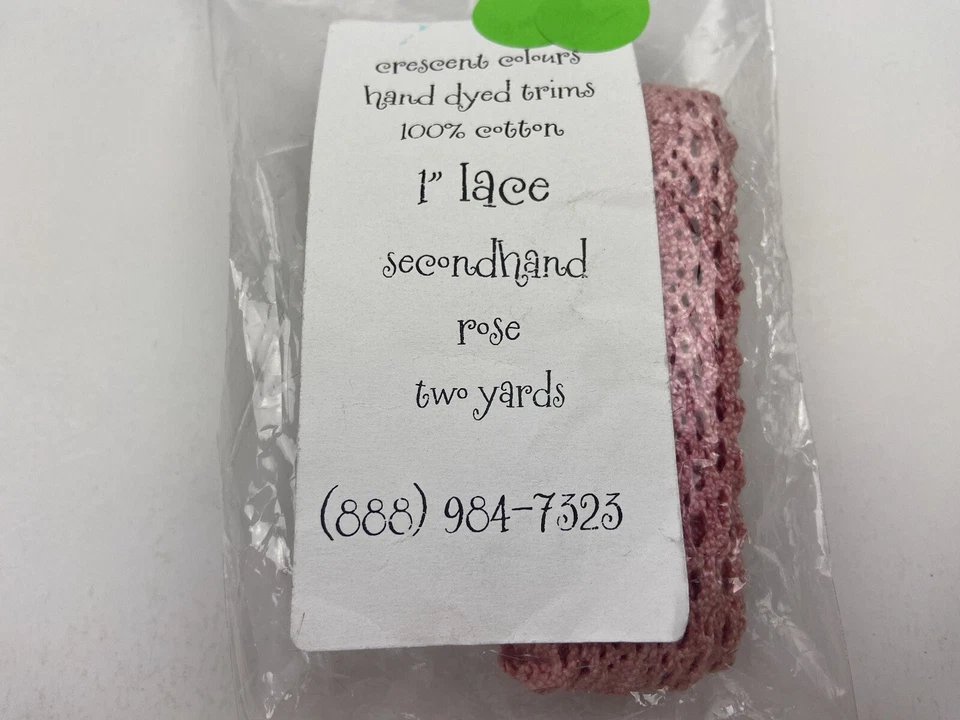 crescent colours
hand dyed trims
100% cotton
1" lace
secondhand
rose
two yards
(888) 984-7323